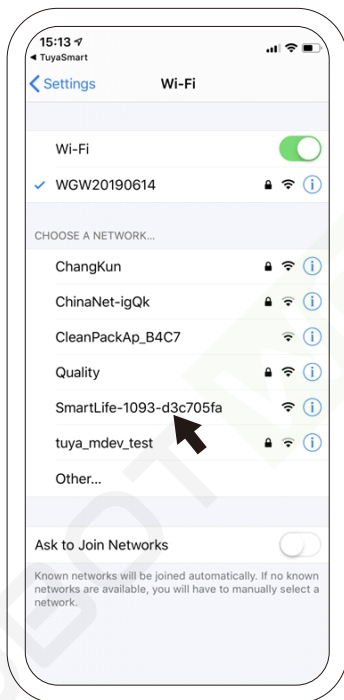 15:13
TuyaSmart
Settings
Wi-Fi
Wi-Fi
WGW20190614
CHOOSE A NETWORK...
ChangKun
ChinaNet-igQk
CleanPackAp_B4C7
Quality
SmartLife-1093-d3c705fa
tuya_mdev_test
Other...
Ask to Join Networks
Known networks will be joined automatically. If no known
networks are available, you will have to manually select a
network.